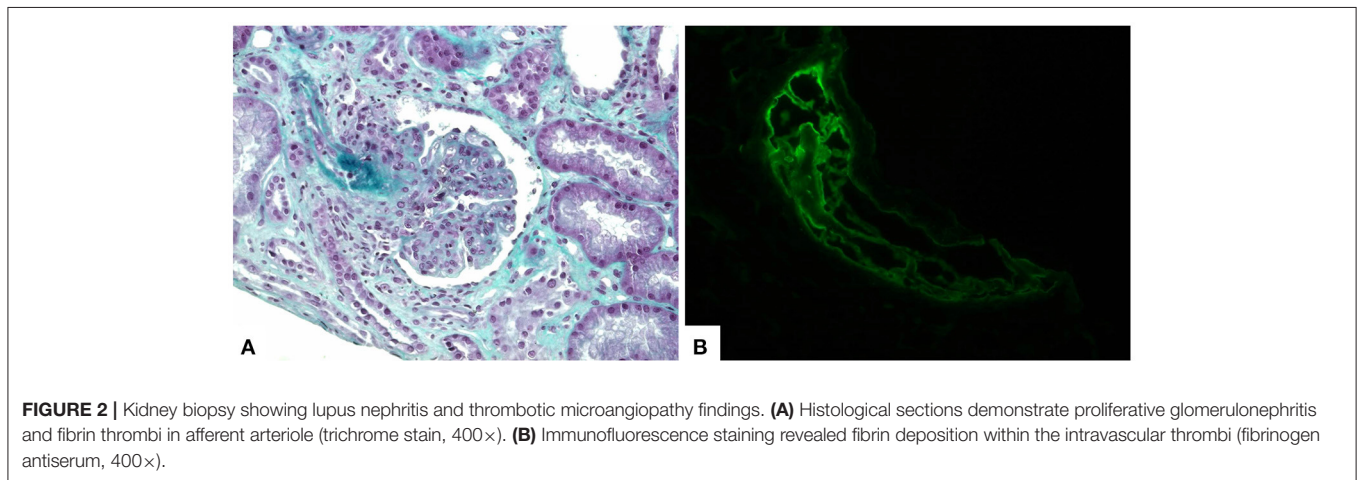 A
B
FIGURE 2 | Kidney biopsy showing lupus nephritis and thrombotic microangiopathy findings. (A) Histological sections demonstrate proliferative glomerulonephritis
and fibrin thrombi in afferent arteriole (trichrome stain, 400×). (B) Immunofluorescence staining revealed fibrin deposition within the intravascular thrombi (fibrinogen
antiserum, 400×).